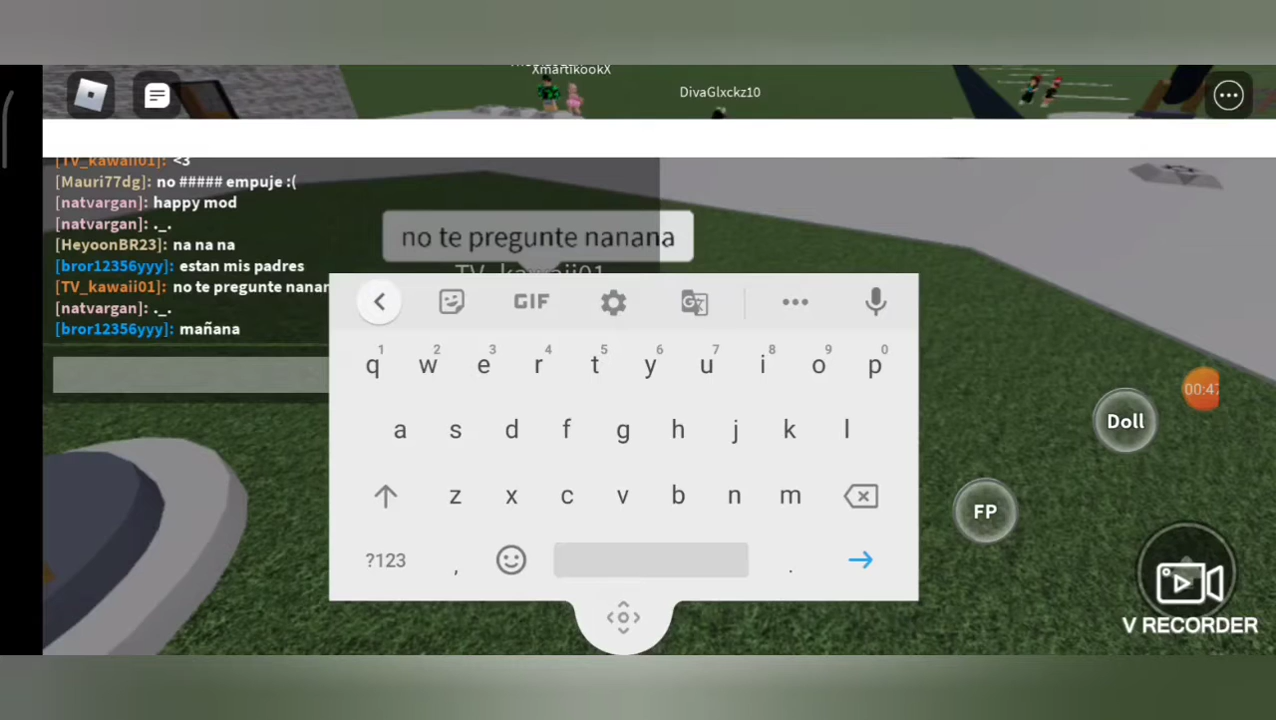 XmartikookX
DivaGlxckz10
[TV_kawaii01]: <3
[Mauri77dg]: no ##### empuje :(
[natvargan]: happy mod
[natvargan]: ._.
[HeyoonBR23]: na na na
[bror12356yyy]: estan mis padres
[TV_kawaii01]: no te pregunte nanan
[natvargan]: ._.
[bror12356yyy]: mañana
no te pregunte nanana
TV_kawaii01
GIF
1 2 3 4 5 6 7 8 9 0
q w e r t y u i o p
a s d f g h j k l
z x c v b n m
?123 , .
00:47
Doll
FP
V RECORDER